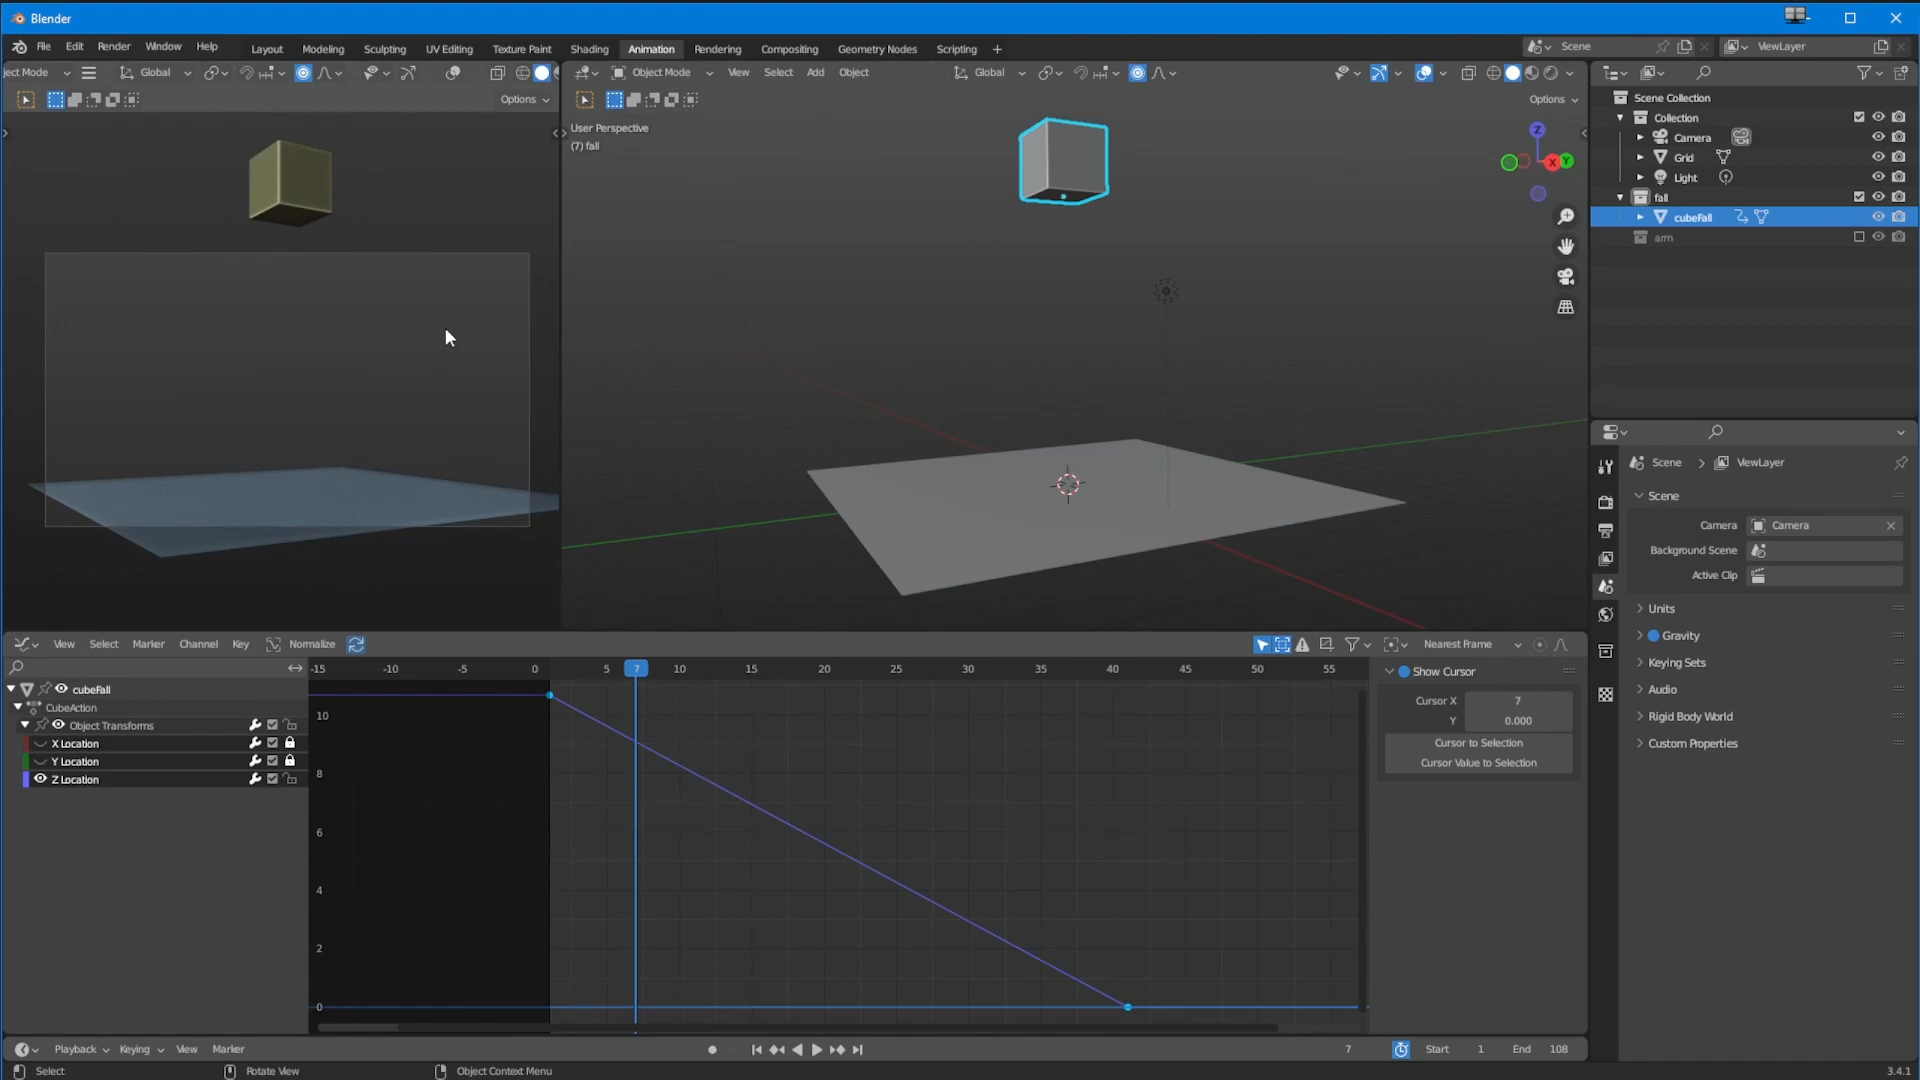 Blender
File Edit Render Window Help Layout Modeling Sculpting UV Editing Texture Paint Shading Animation Rendering Compositing Geometry Nodes Scripting + Scene ViewLayer
ject Mode Global Object Mode View Select Add Object Global
Options Options
User Perspective
(7) fall
Z
X Y
Scene Collection
Collection
Camera
Grid
Light
fall
cubeFall
arm
Scene > ViewLayer
Scene
Camera Camera
Background Scene
Active Clip
Units
Gravity
Keying Sets
Audio
Rigid Body World
Custom Properties
View Select Marker Channel Key Normalize Nearest Frame
-15 -10 -5 0 5 7 10 15 20 25 30 35 40 45 50 55
cubeFall
CubeAction
Object Transforms
X Location
Y Location
Z Location
10
8
6
4
2
0
Show Cursor
Cursor X 7
Y 0.000
Cursor to Selection
Cursor Value to Selection
Playback Keying View Marker 7 Start 1 End 108
Select Rotate View Object Context Menu 3.4.1